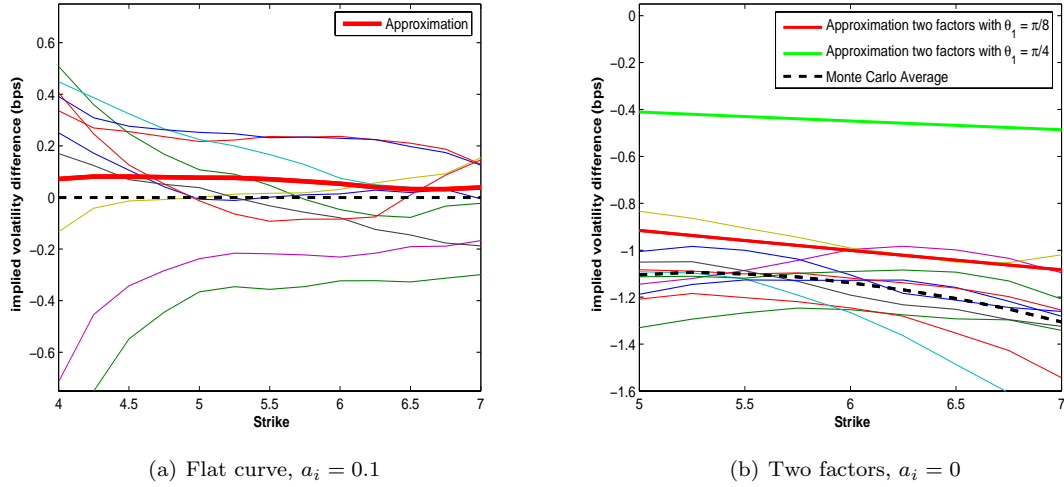 0.6
0.4
0.2
0
−0.2
−0.4
−0.6
implied volatility difference (bps)
4
4.5
5
5.5
6
6.5
7
Strike
Approximation
(a) Flat curve, a_i = 0.1
0
−0.2
−0.4
−0.6
−0.8
−1
−1.2
−1.4
−1.6
implied volatility difference (bps)
5
5.5
6
6.5
7
Strike
Approximation two factors with θ_1 = π/8
Approximation two factors with θ_1 = π/4
Monte Carlo Average
(b) Two factors, a_i = 0